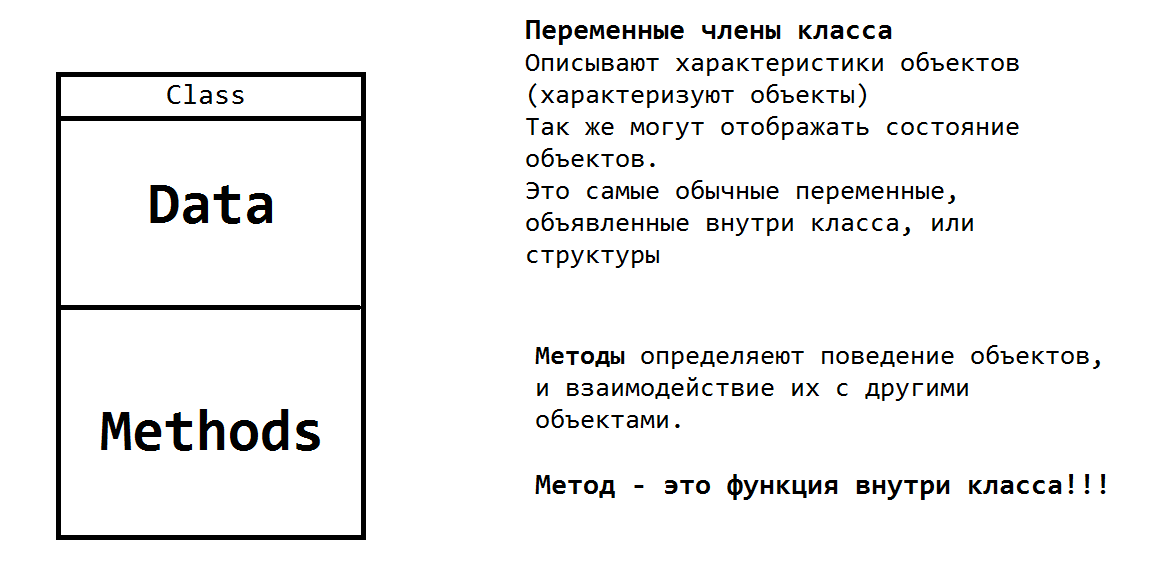 Class
Data
Methods
Переменные члены класса
Описывают характеристики объектов
(характеризуют объекты)
Так же могут отображать состояние
объектов.
Это самые обычные переменные,
объявленные внутри класса, или
структуры
Методы определяеют поведение объектов,
и взаимодействие их с другими
объектами.
Метод - это функция внутри класса!!!